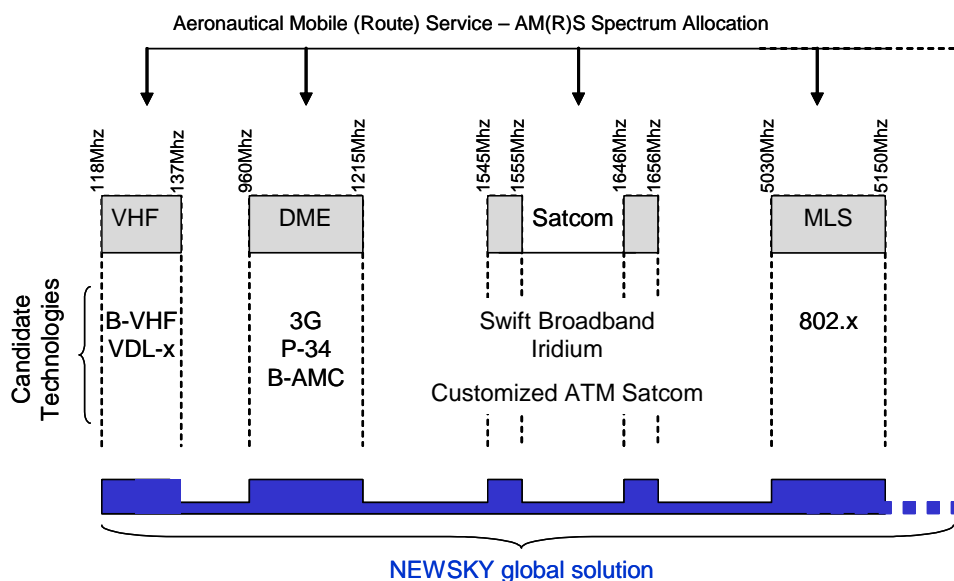 Aeronautical Mobile (Route) Service – AM(R)S Spectrum Allocation
118Mhz
137Mhz
960Mhz
1215Mhz
1545Mhz
1555Mhz
1646Mhz
1656Mhz
5030Mhz
5150Mhz
VHF
DME
Satcom
MLS
Candidate
Technologies
B-VHF
VDL-x
3G
P-34
B-AMC
Swift Broadband
Iridium
Customized ATM Satcom
802.x
NEWSKY global solution